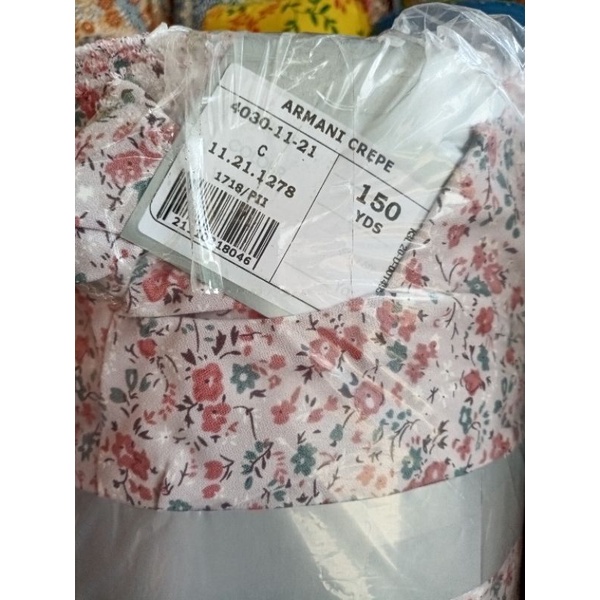 ARMANI CREPE
4030-11-21
C
11.21.1278
1718/PII
150
YDS